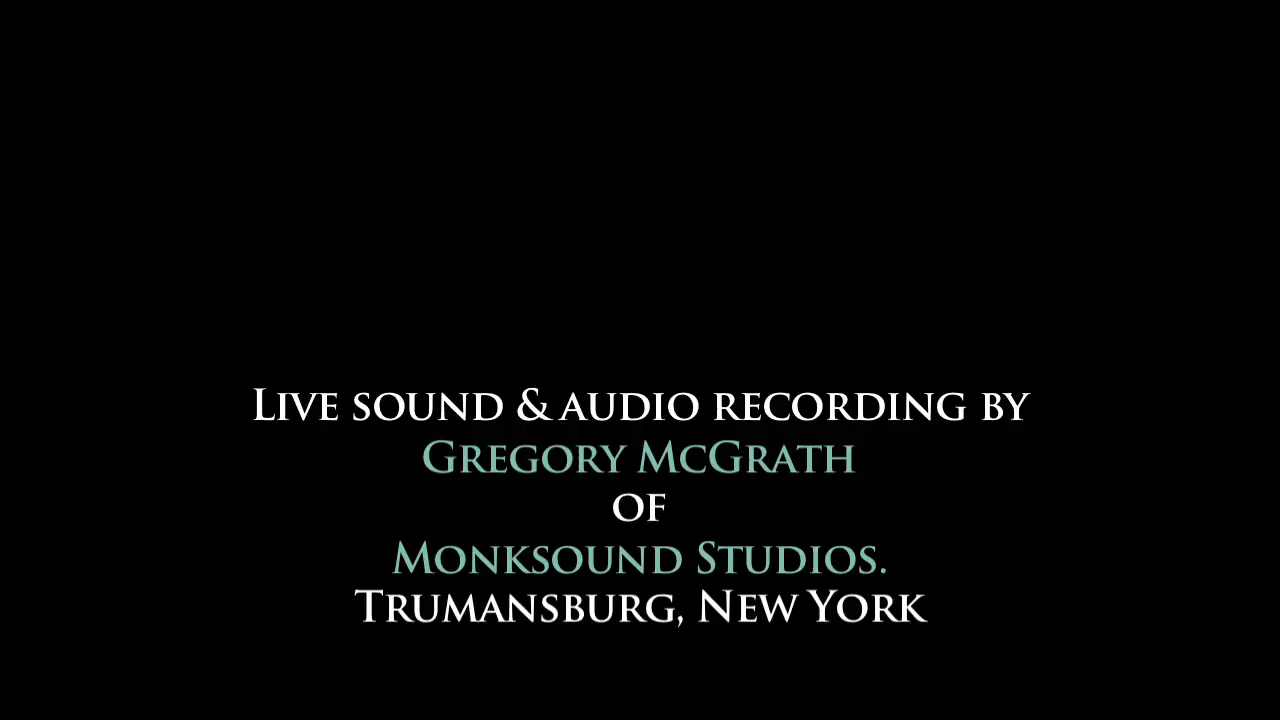 Live sound & audio recording by
Gregory McGrath
of
Monksound Studios.
Trumansburg, New York